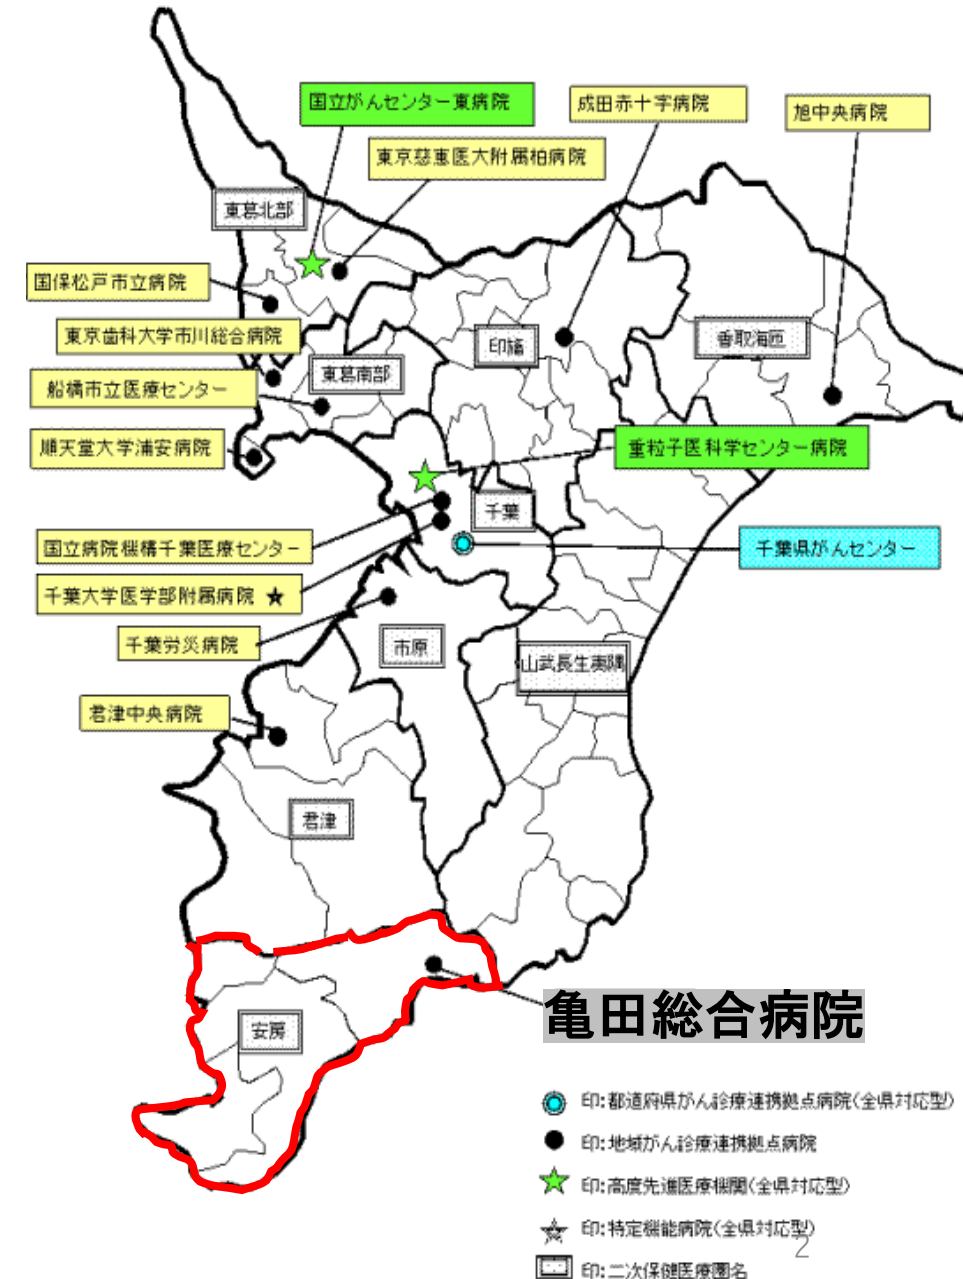 国立がんセンター東病院
成田赤十字病院
旭中央病院
東京慈恵医大附属柏病院
東葛北部
国保松戸市立病院
東京歯科大学市川総合病院
印旛
香取海匝
東葛南部
船橋市立医療センター
順天堂大学浦安病院
重粒子医科学センター病院
千葉
国立病院機構千葉医療センター
千葉県がんセンター
千葉大学医学部附属病院 ★
千葉労災病院
市原
山武長生夷隅
君津中央病院
君津
亀田総合病院
安房
印:都道府県がん診療連携拠点病院(全県対応型)
印:地域がん診療連携拠点病院
印:高度先進医療機関(全県対応型)
印:特定機能病院(全県対応型)
2
印:二次保健医療圏名